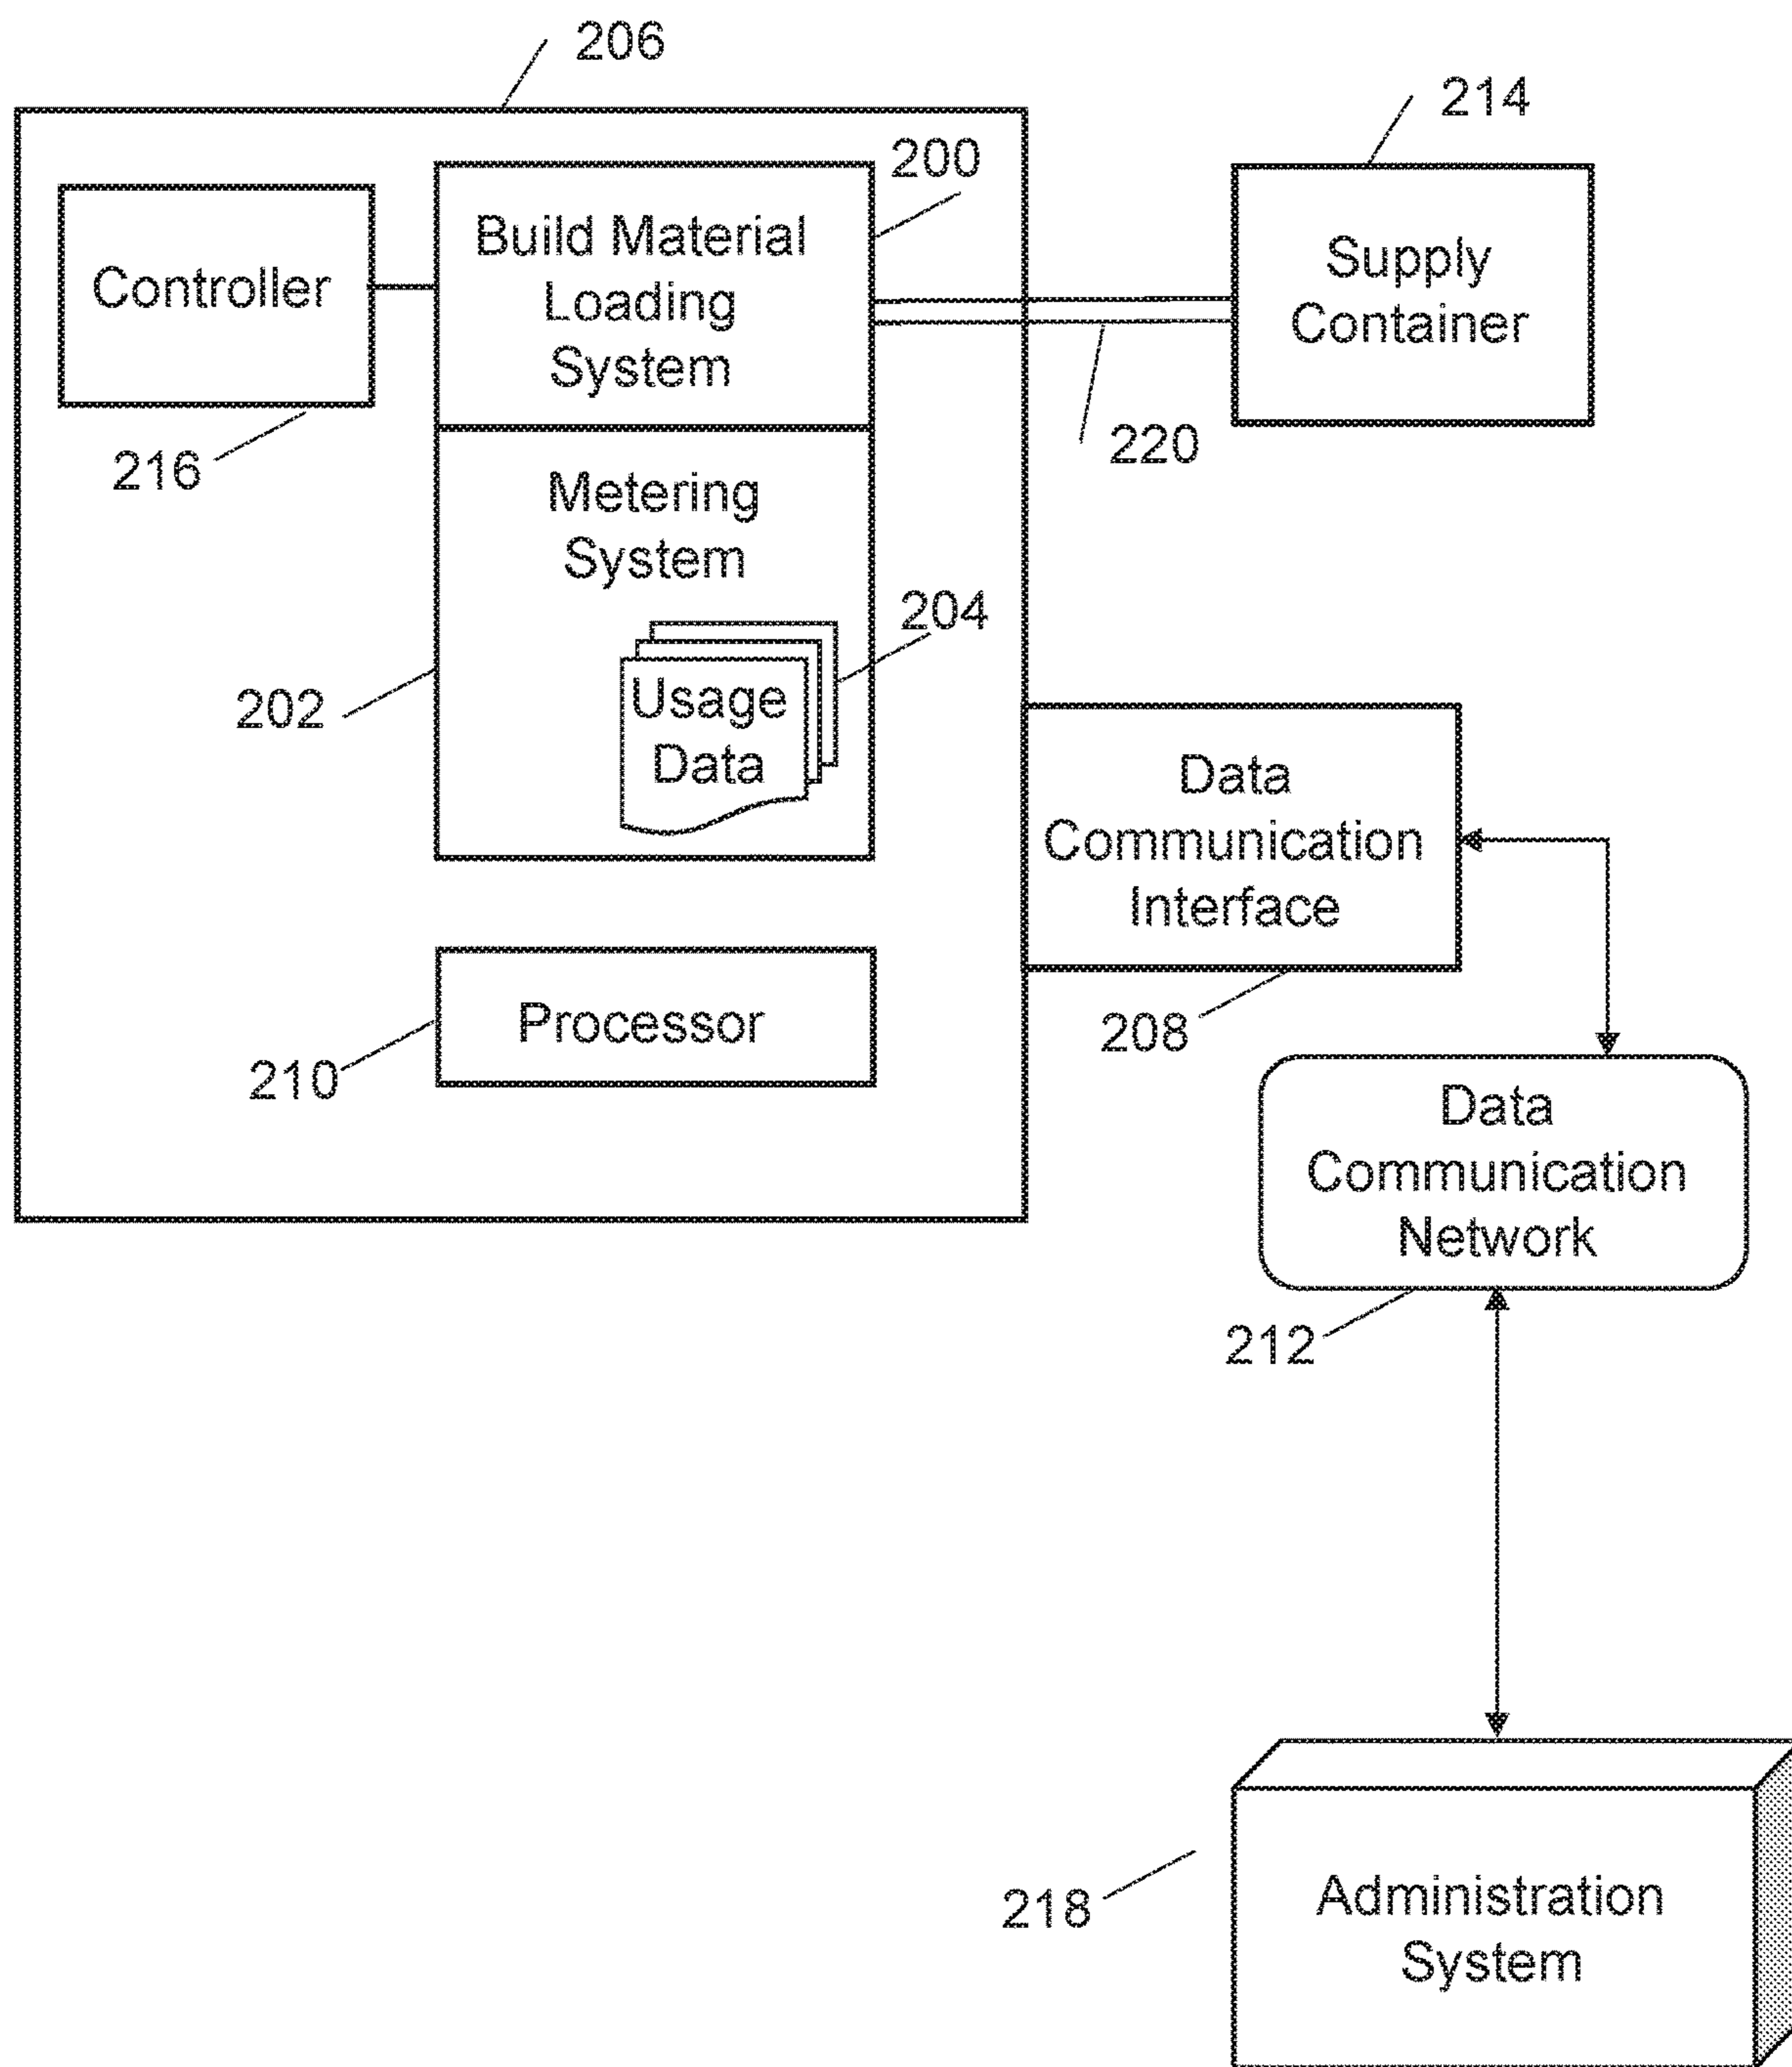 206
214
200
Build Material
Loading
System
Controller
Supply
Container
216
220
Metering
System
204
202
Usage
Data
Data
Communication
Interface
Processor
208
210
Data
Communication
Network
212
218
Administration
System